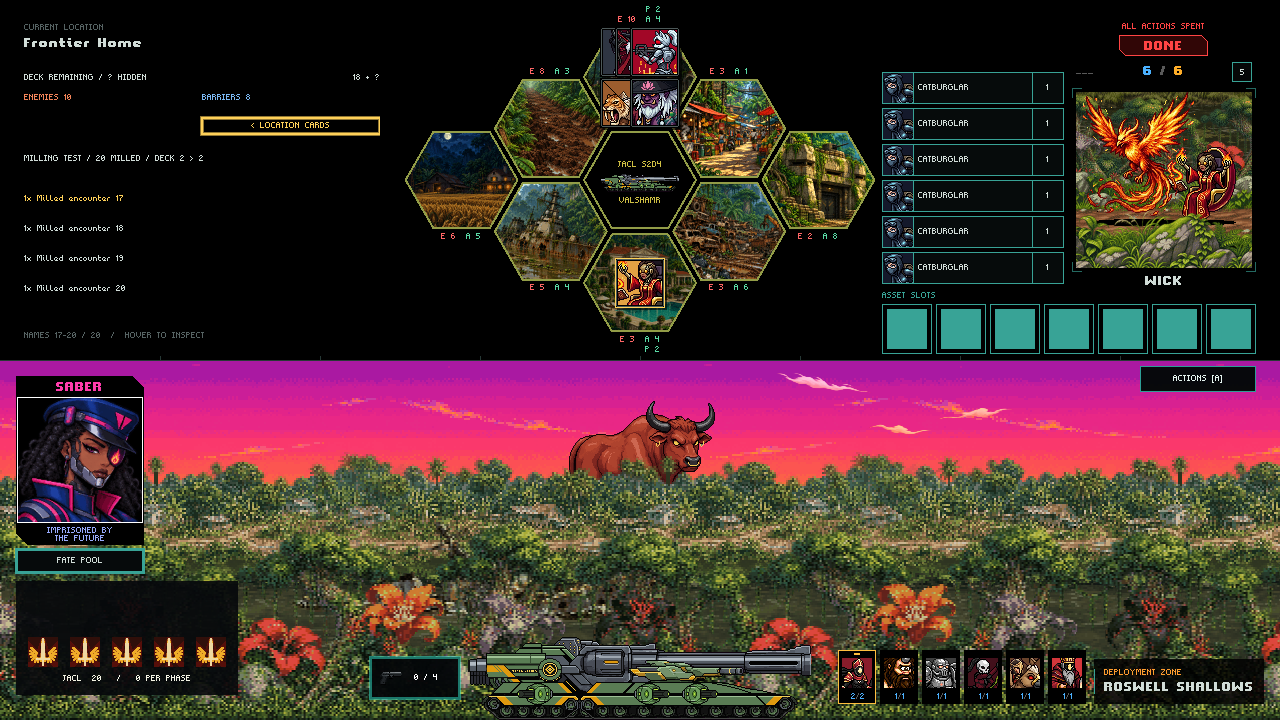 CURRENT LOCATION
Frontier Home
DECK REMAINING / ? HIDDEN
18 + ?
ENEMIES 10
BARRIERS 8
< LOCATION CARDS
MILLING TEST / 20 MILLED / DECK 2 > 2
1x Milled encounter 17
1x Milled encounter 18
1x Milled encounter 19
1x Milled encounter 20
NAMES 17-20 / 20 / HOVER TO INSPECT
P 2
E 10 A 4
E 8 A 3
E 3 A 1
JACL S2D4
VALSHAMR
E 6 A 5
E 2 A 8
E 5 A 4
E 3 A 6
E 3 A 4
P 2
ALL ACTIONS SPENT
DONE
--- 6 / 6
5
CATBURGLAR 1
CATBURGLAR 1
CATBURGLAR 1
CATBURGLAR 1
CATBURGLAR 1
CATBURGLAR 1
WICK
ASSET SLOTS
SABER
IMPRISONED BY
THE FUTURE
FATE POOL
ACTIONS [A]
JACL 20 // 0 PER PHASE
0 / 4
2/2
1/1
1/1
1/1
1/1
1/1
DEPLOYMENT ZONE
ROSWELL SHALLOWS